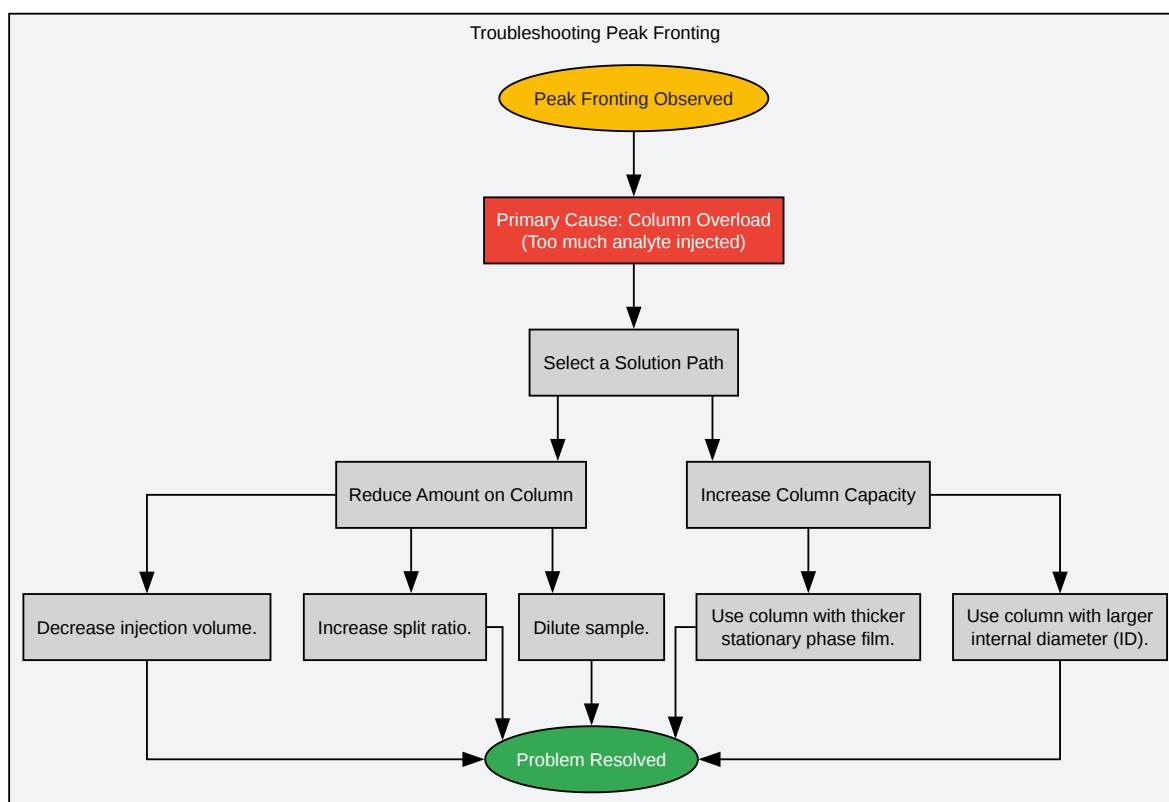 Troubleshooting Peak Fronting
Peak Fronting Observed
Primary Cause: Column Overload
(Too much analyte injected)
Select a Solution Path
Reduce Amount on Column
Increase Column Capacity
Decrease injection volume.
Increase split ratio.
Dilute sample.
Use column with thicker
stationary phase film.
Use column with larger
internal diameter (ID).
Problem Resolved